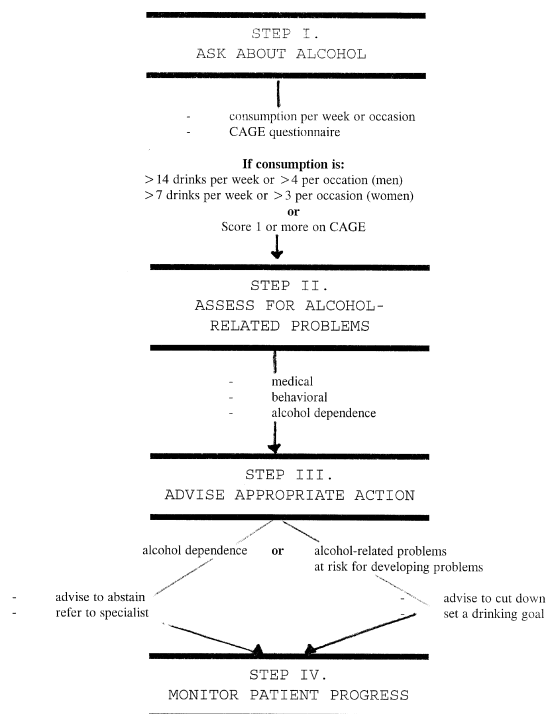 STEP I.
ASK ABOUT ALCOHOL
- consumption per week or occasion
- CAGE questionnaire
If consumption is:
>14 drinks per week or >4 per occation (men)
>7 drinks per week or >3 per occasion (women)
or
Score 1 or more on CAGE
STEP II.
ASSESS FOR ALCOHOL-
RELATED PROBLEMS
- medical
- behavioral
- alcohol dependence
STEP III.
ADVISE APPROPRIATE ACTION
alcohol dependence or alcohol-related problems
at risk for developing problems
- advise to abstain
- refer to specialist
- advise to cut down
- set a drinking goal
STEP IV.
MONITOR PATIENT PROGRESS